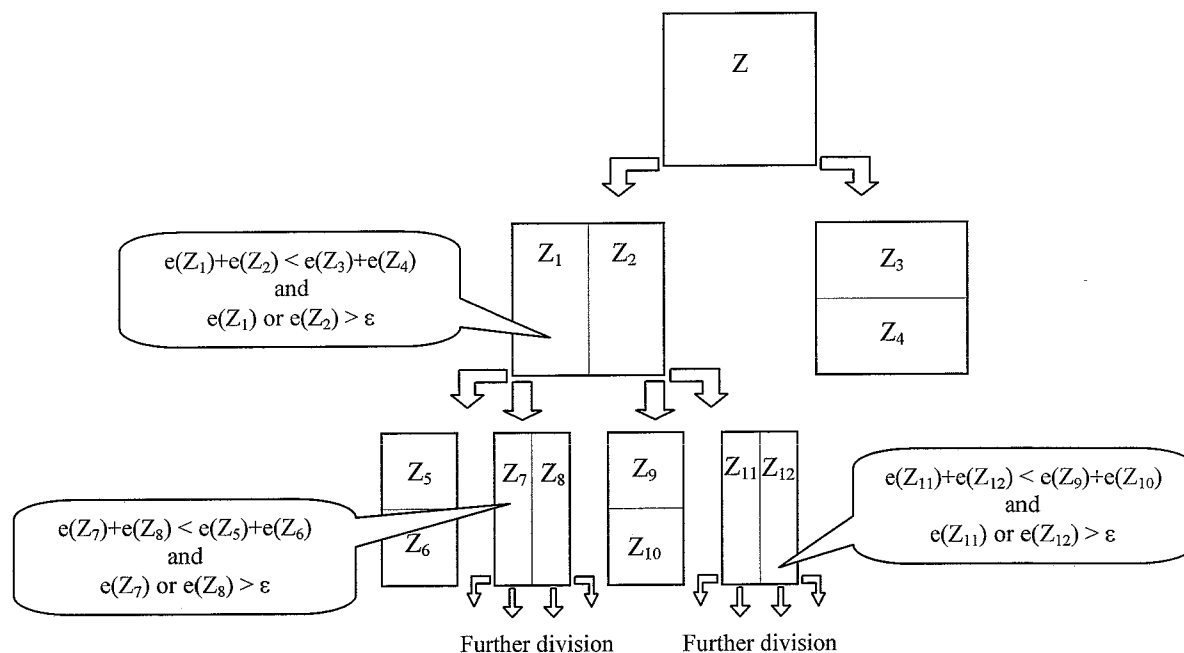 Z
Z₁ Z₂
Z₃
Z₄
e(Z₁)+e(Z₂) < e(Z₃)+e(Z₄)
and
e(Z₁) or e(Z₂) > ε
Z₅
Z₆
Z₇ Z₈
Z₉
Z₁₀
Z₁₁ Z₁₂
e(Z₇)+e(Z₈) < e(Z₅)+e(Z₆)
and
e(Z₇) or e(Z₈) > ε
e(Z₁₁)+e(Z₁₂) < e(Z₉)+e(Z₁₀)
and
e(Z₁₁) or e(Z₁₂) > ε
Further division
Further division